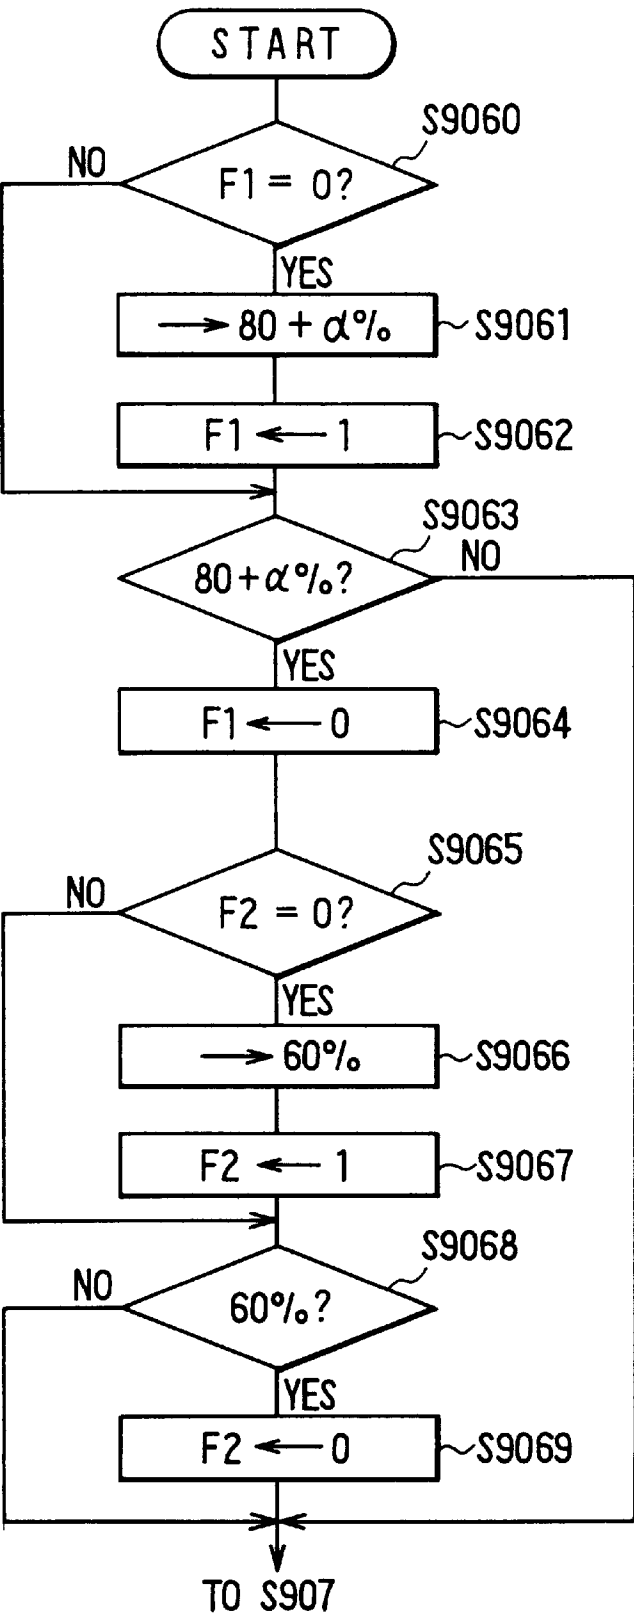 START
S9060
NO
F1 = 0?
YES
→ 80 + α%
S9061
F1 ← 1
S9062
S9063
NO
80 + α%?
YES
F1 ← 0
S9064
S9065
NO
F2 = 0?
YES
→ 60%
S9066
F2 ← 1
S9067
S9068
NO
60%?
YES
F2 ← 0
S9069
TO S907